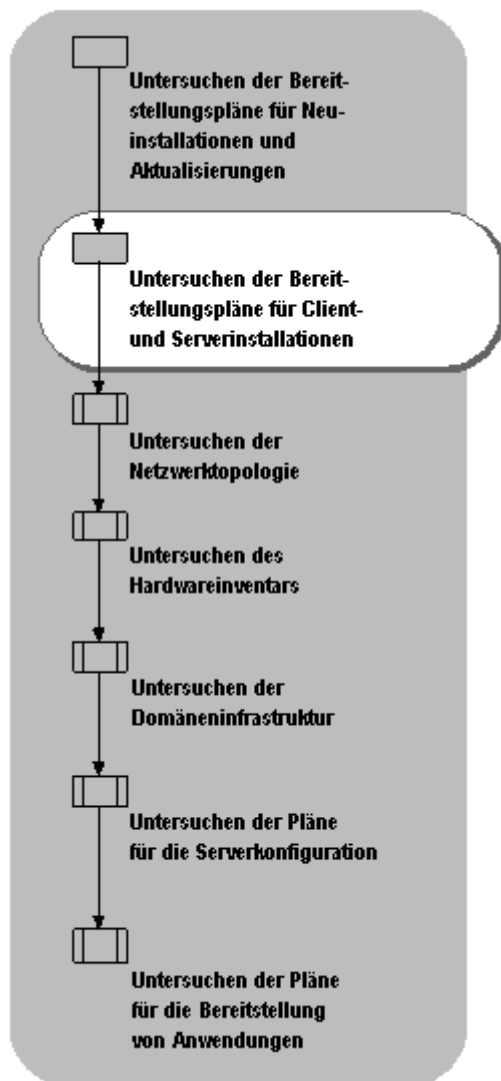 Untersuchen der Bereit-
stellungspläne für Neu-
installationen und
Aktualisierungen
Untersuchen der Bereit-
stellungspläne für Client-
und Serverinstallationen
Untersuchen der
Netzwerktopologie
Untersuchen des
Hardwareinventars
Untersuchen der
Domäneninfrastruktur
Untersuchen der Pläne
für die Serverkonfiguration
Untersuchen der Pläne
für die Bereitstellung
von Anwendungen